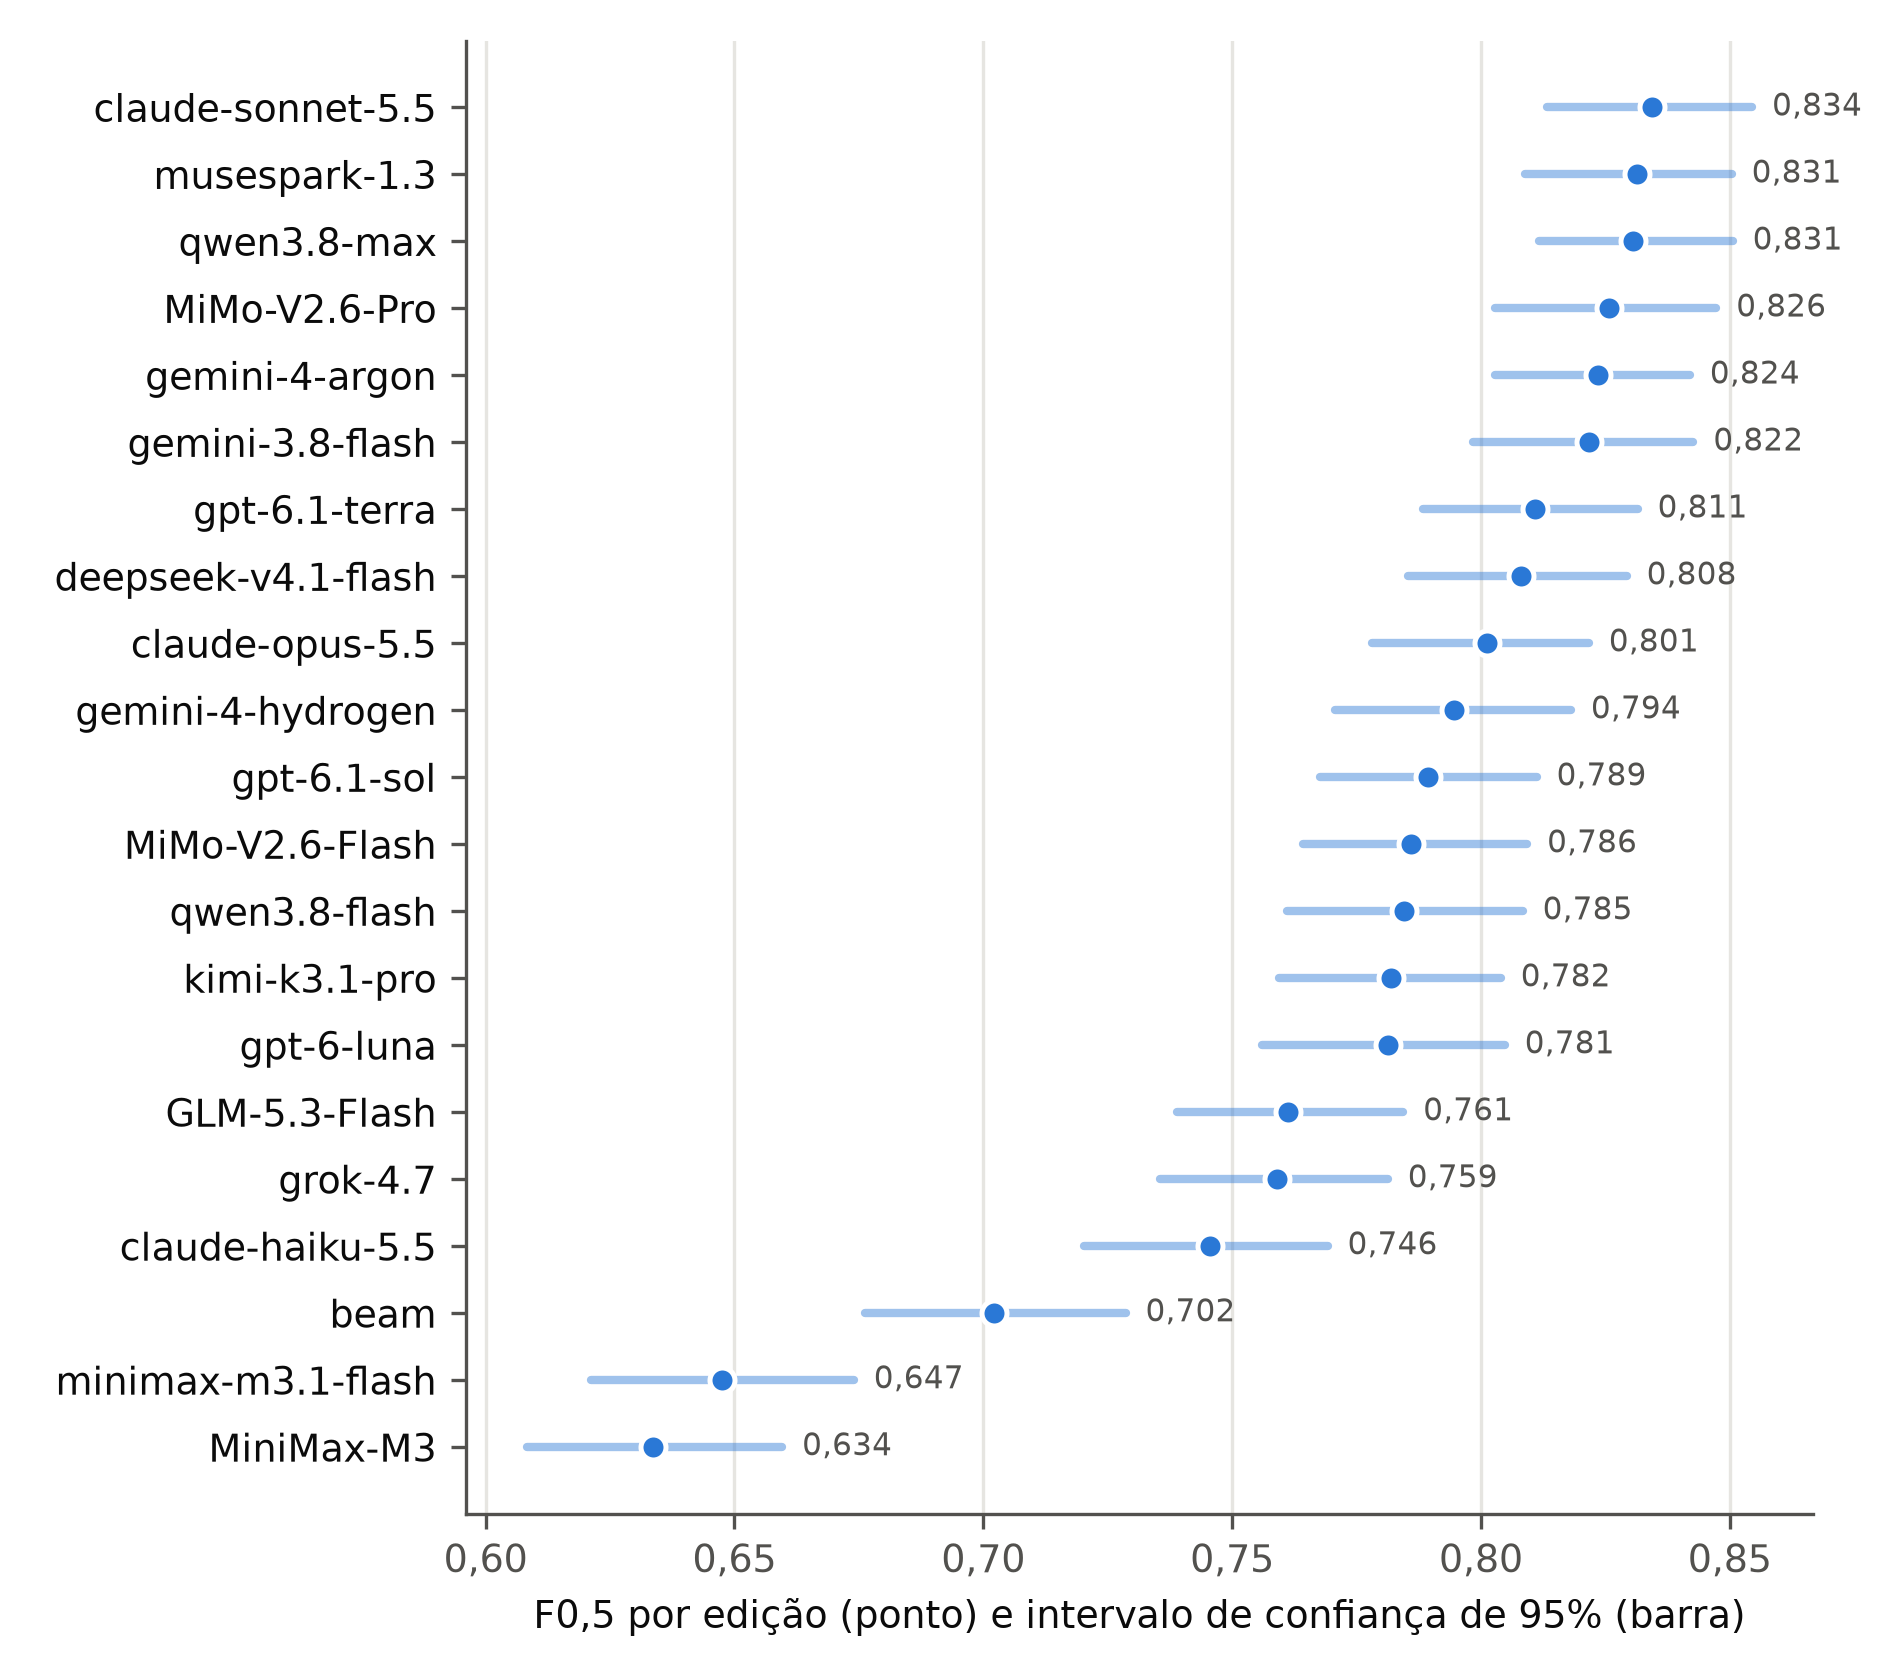 claude-sonnet-5.5 0,834
musespark-1.3 0,831
qwen3.8-max 0,831
MiMo-V2.6-Pro 0,826
gemini-4-argon 0,824
gemini-3.8-flash 0,822
gpt-6.1-terra 0,811
deepseek-v4.1-flash 0,808
claude-opus-5.5 0,801
gemini-4-hydrogen 0,794
gpt-6.1-sol 0,789
MiMo-V2.6-Flash 0,786
qwen3.8-flash 0,785
kimi-k3.1-pro 0,782
gpt-6-luna 0,781
GLM-5.3-Flash 0,761
grok-4.7 0,759
claude-haiku-5.5 0,746
beam 0,702
minimax-m3.1-flash 0,647
MiniMax-M3 0,634
0,60 0,65 0,70 0,75 0,80 0,85
F0,5 por edição (ponto) e intervalo de confiança de 95% (barra)